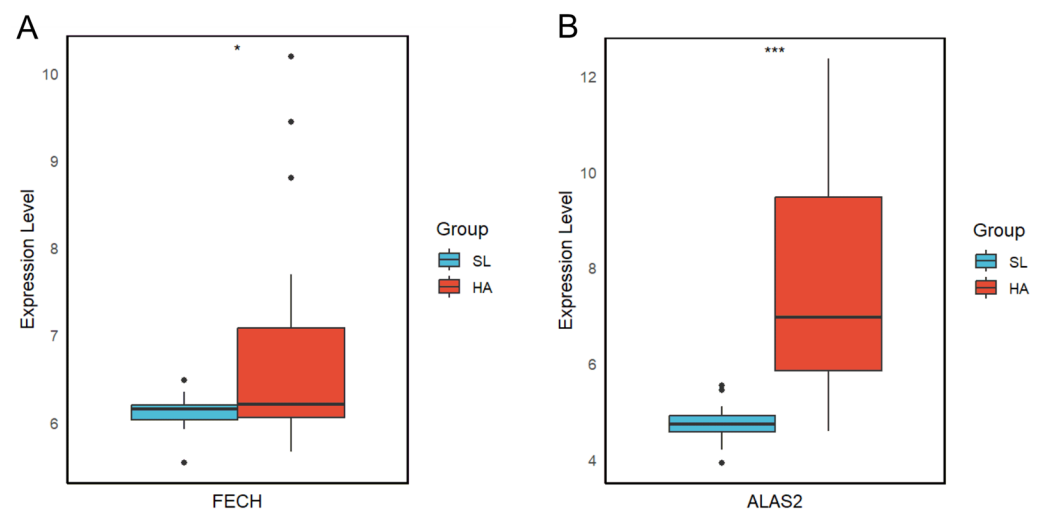 A
*
10
9
8
7
6
Expression Level
FECH
Group
SL
HA
B
***
12
10
8
6
4
Expression Level
ALAS2
Group
SL
HA